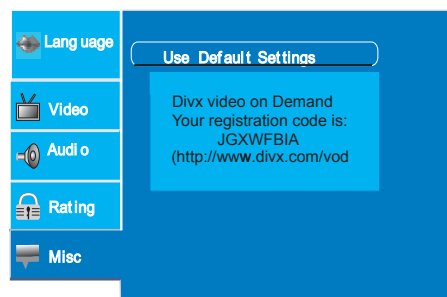 Lang uage
Video
Audi o
Rating
Misc
Use Default Settings
Divx video on Demand
Your registration code is:
JGXWFBIA
(http://www.divx.com/vod